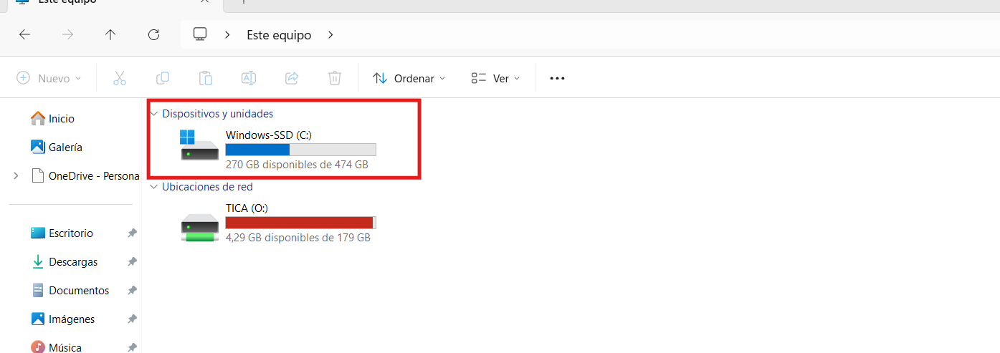 Este equipo
Este equipo
Nuevo
Ordenar
Ver
Inicio
Galería
OneDrive - Persona
Escritorio
Descargas
Documentos
Imágenes
Música
Dispositivos y unidades
Windows-SSD (C:)
270 GB disponibles de 474 GB
Ubicaciones de red
TICA (O:)
4,29 GB disponibles de 179 GB